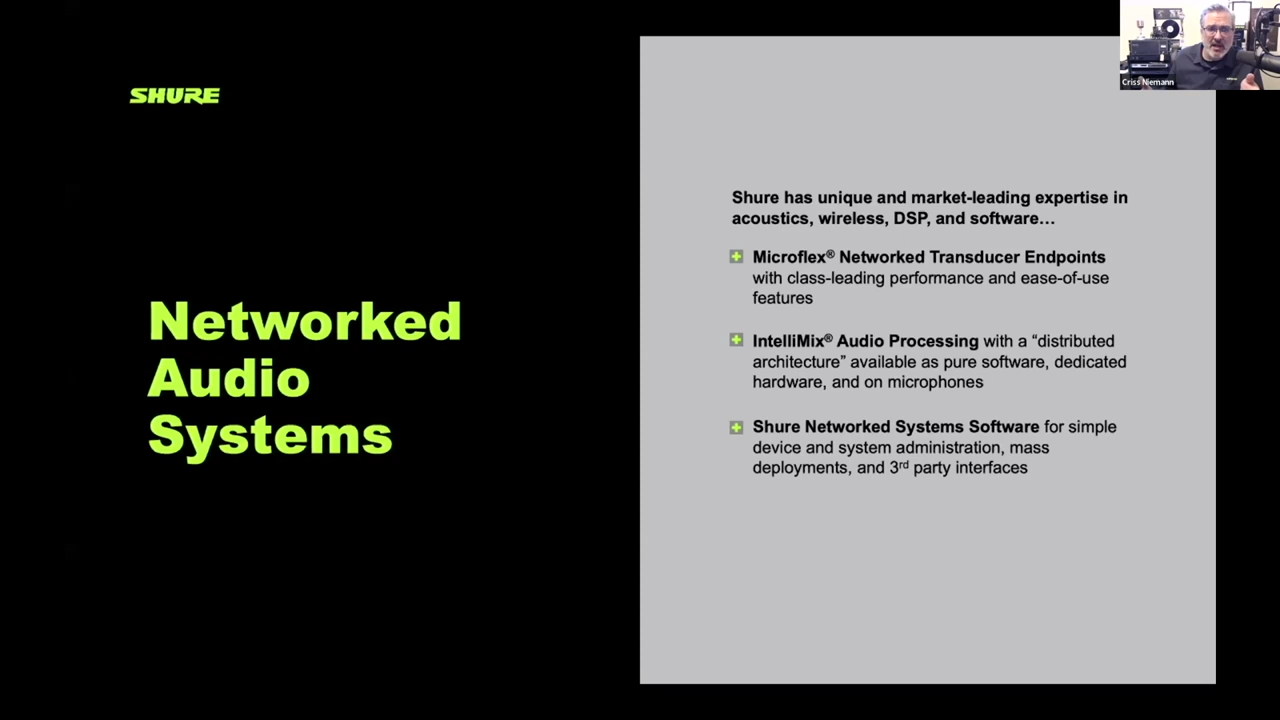 SHURE
Networked
Audio
Systems
Shure has unique and market-leading expertise in
acoustics, wireless, DSP, and software…
Microflex® Networked Transducer Endpoints
with class-leading performance and ease-of-use
features
IntelliMix® Audio Processing with a “distributed
architecture” available as pure software, dedicated
hardware, and on microphones
Shure Networked Systems Software for simple
device and system administration, mass
deployments, and 3rd party interfaces
Criss Niemann